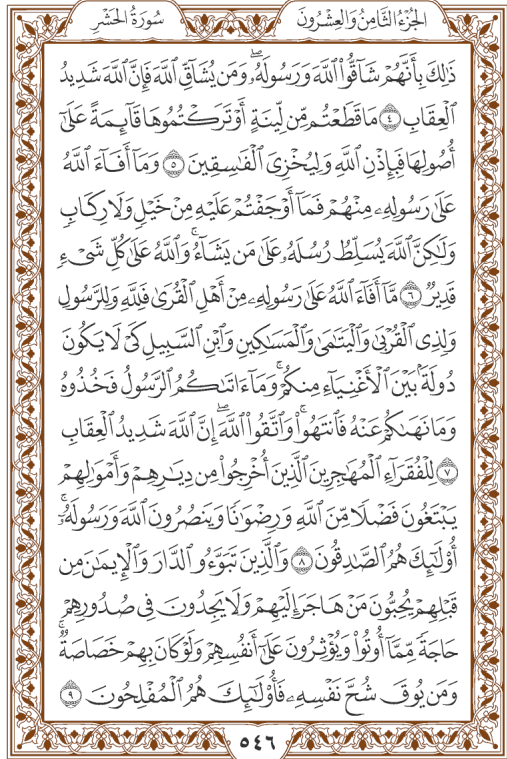 الجُزْءُ الثَّامِنُ وَالعِشْرُونَ
سُورَةُ الحَشْرِ
ذَٰلِكَ بِأَنَّهُمْ شَآقُّوا۟ ٱللَّهَ وَرَسُولَهُۥ ۖ وَمَن يُشَآقِّ ٱللَّهَ فَإِنَّ ٱللَّهَ شَدِيدُ
ٱلْعِقَابِ ٤ مَا قَطَعْتُم مِّن لِّينَةٍ أَوْ تَرَكْتُمُوهَا قَآئِمَةً عَلَىٰٓ
أُصُولِهَا فَبِإِذْنِ ٱللَّهِ وَلِيُخْزِىَ ٱلْفَـٰسِقِينَ ٥ وَمَآ أَفَآءَ ٱللَّهُ
عَلَىٰ رَسُولِهِۦ مِنْهُمْ فَمَآ أَوْجَفْتُمْ عَلَيْهِ مِنْ خَيْلٍ وَلَا رِكَابٍ
وَلَـٰكِنَّ ٱللَّهَ يُسَلِّطُ رُسُلَهُۥ عَلَىٰ مَن يَشَآءُ ۚ وَٱللَّهُ عَلَىٰ كُلِّ شَىْءٍ
قَدِيرٌ ٦ مَّآ أَفَآءَ ٱللَّهُ عَلَىٰ رَسُولِهِۦ مِنْ أَهْلِ ٱلْقُرَىٰ فَلِلَّهِ وَلِلرَّسُولِ
وَلِذِى ٱلْقُرْبَىٰ وَٱلْيَتَـٰمَىٰ وَٱلْمَسَـٰكِينِ وَٱبْنِ ٱلسَّبِيلِ كَىْ لَا يَكُونَ
دُولَةًۢ بَيْنَ ٱلْأَغْنِيَآءِ مِنكُمْ ۚ وَمَآ ءَاتَىٰكُمُ ٱلرَّسُولُ فَخُذُوهُ
وَمَا نَهَىٰكُمْ عَنْهُ فَٱنتَهُوا۟ ۚ وَٱتَّقُوا۟ ٱللَّهَ ۖ إِنَّ ٱللَّهَ شَدِيدُ ٱلْعِقَابِ
٧ لِلْفُقَرَآءِ ٱلْمُهَـٰجِرِينَ ٱلَّذِينَ أُخْرِجُوا۟ مِن دِيَـٰرِهِمْ وَأَمْوَٰلِهِمْ
يَبْتَغُونَ فَضْلًا مِّنَ ٱللَّهِ وَرِضْوَٰنًا وَيَنصُرُونَ ٱللَّهَ وَرَسُولَهُۥٓ ۚ
أُو۟لَـٰٓئِكَ هُمُ ٱلصَّـٰدِقُونَ ٨ وَٱلَّذِينَ تَبَوَّءُو ٱلدَّارَ وَٱلْإِيمَـٰنَ مِن
قَبْلِهِمْ يُحِبُّونَ مَنْ هَاجَرَ إِلَيْهِمْ وَلَا يَجِدُونَ فِى صُدُورِهِمْ
حَاجَةً مِّمَّآ أُوتُوا۟ وَيُؤْثِرُونَ عَلَىٰٓ أَنفُسِهِمْ وَلَوْ كَانَ بِهِمْ خَصَاصَةٌ ۚ
وَمَن يُوقَ شُحَّ نَفْسِهِۦ فَأُو۟لَـٰٓئِكَ هُمُ ٱلْمُفْلِحُونَ ٩
٥٤٦